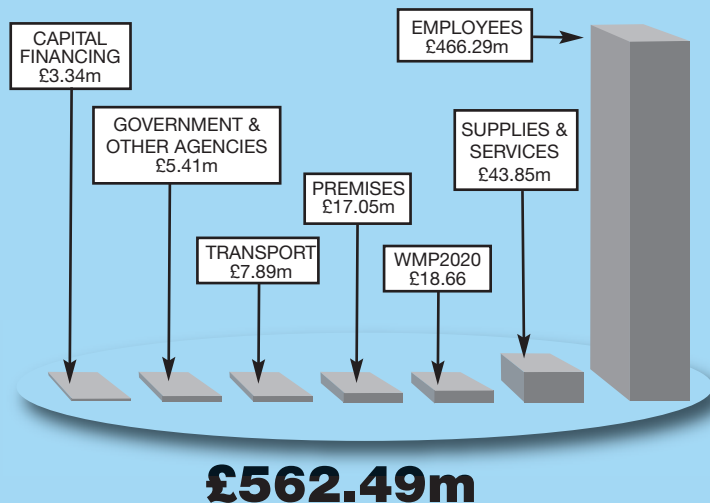 CAPITAL
FINANCING
£3.34m
GOVERNMENT &
OTHER AGENCIES
£5.41m
TRANSPORT
£7.89m
PREMISES
£17.05m
WMP2020
£18.66
SUPPLIES &
SERVICES
£43.85m
EMPLOYEES
£466.29m
£562.49m